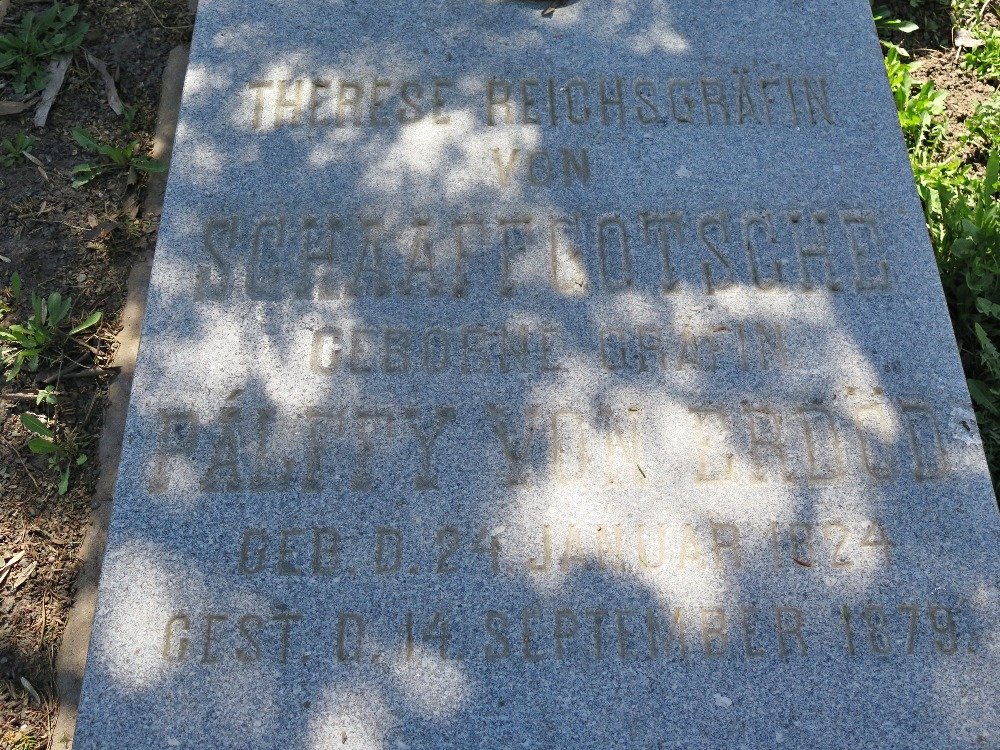 THERESE REICHSGRÄFIN
VON
SCHAAFFGOTSCHE
GEBORNE GRÄFIN
PÁLFFY VON ERDÖD
GEB. D. 24 JANUAR 1824
GEST. D. 14 SEPTEMBER 1879.